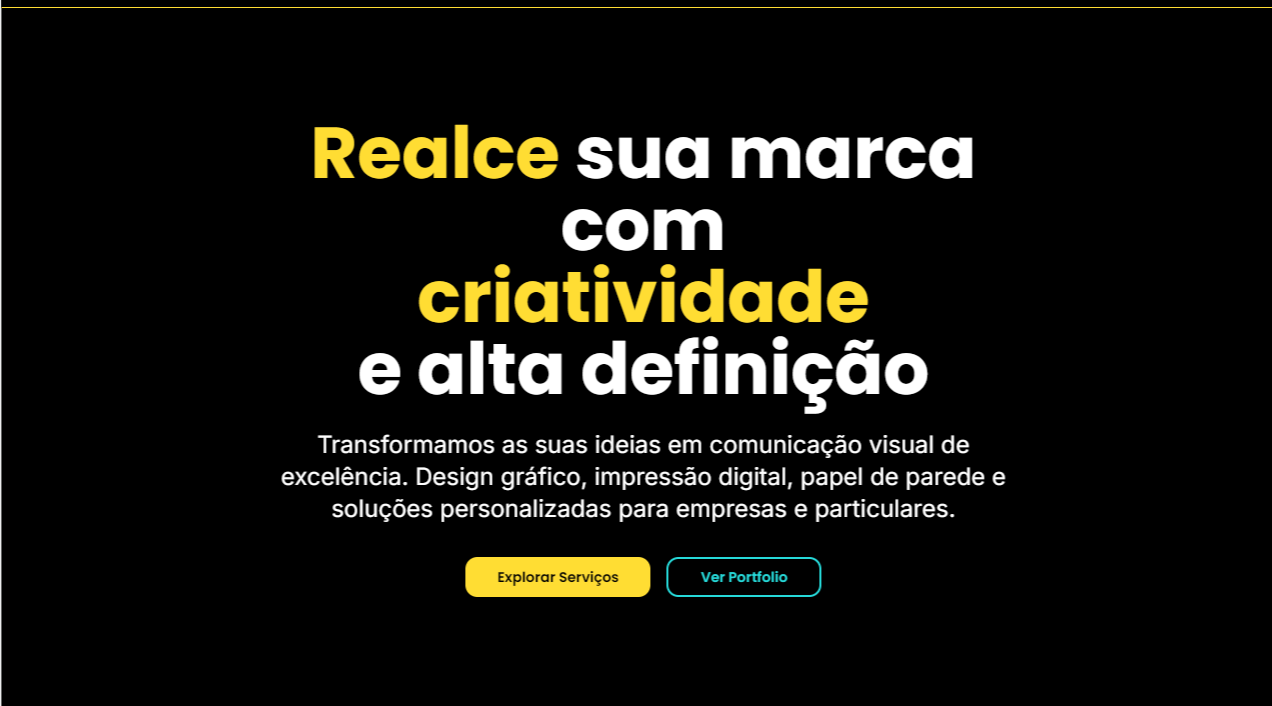 Realce sua marca
com
criatividade
e alta definição
Transformamos as suas ideias em comunicação visual de
excelência. Design gráfico, impressão digital, papel de parede e
soluções personalizadas para empresas e particulares.
Explorar Serviços
Ver Portfolio